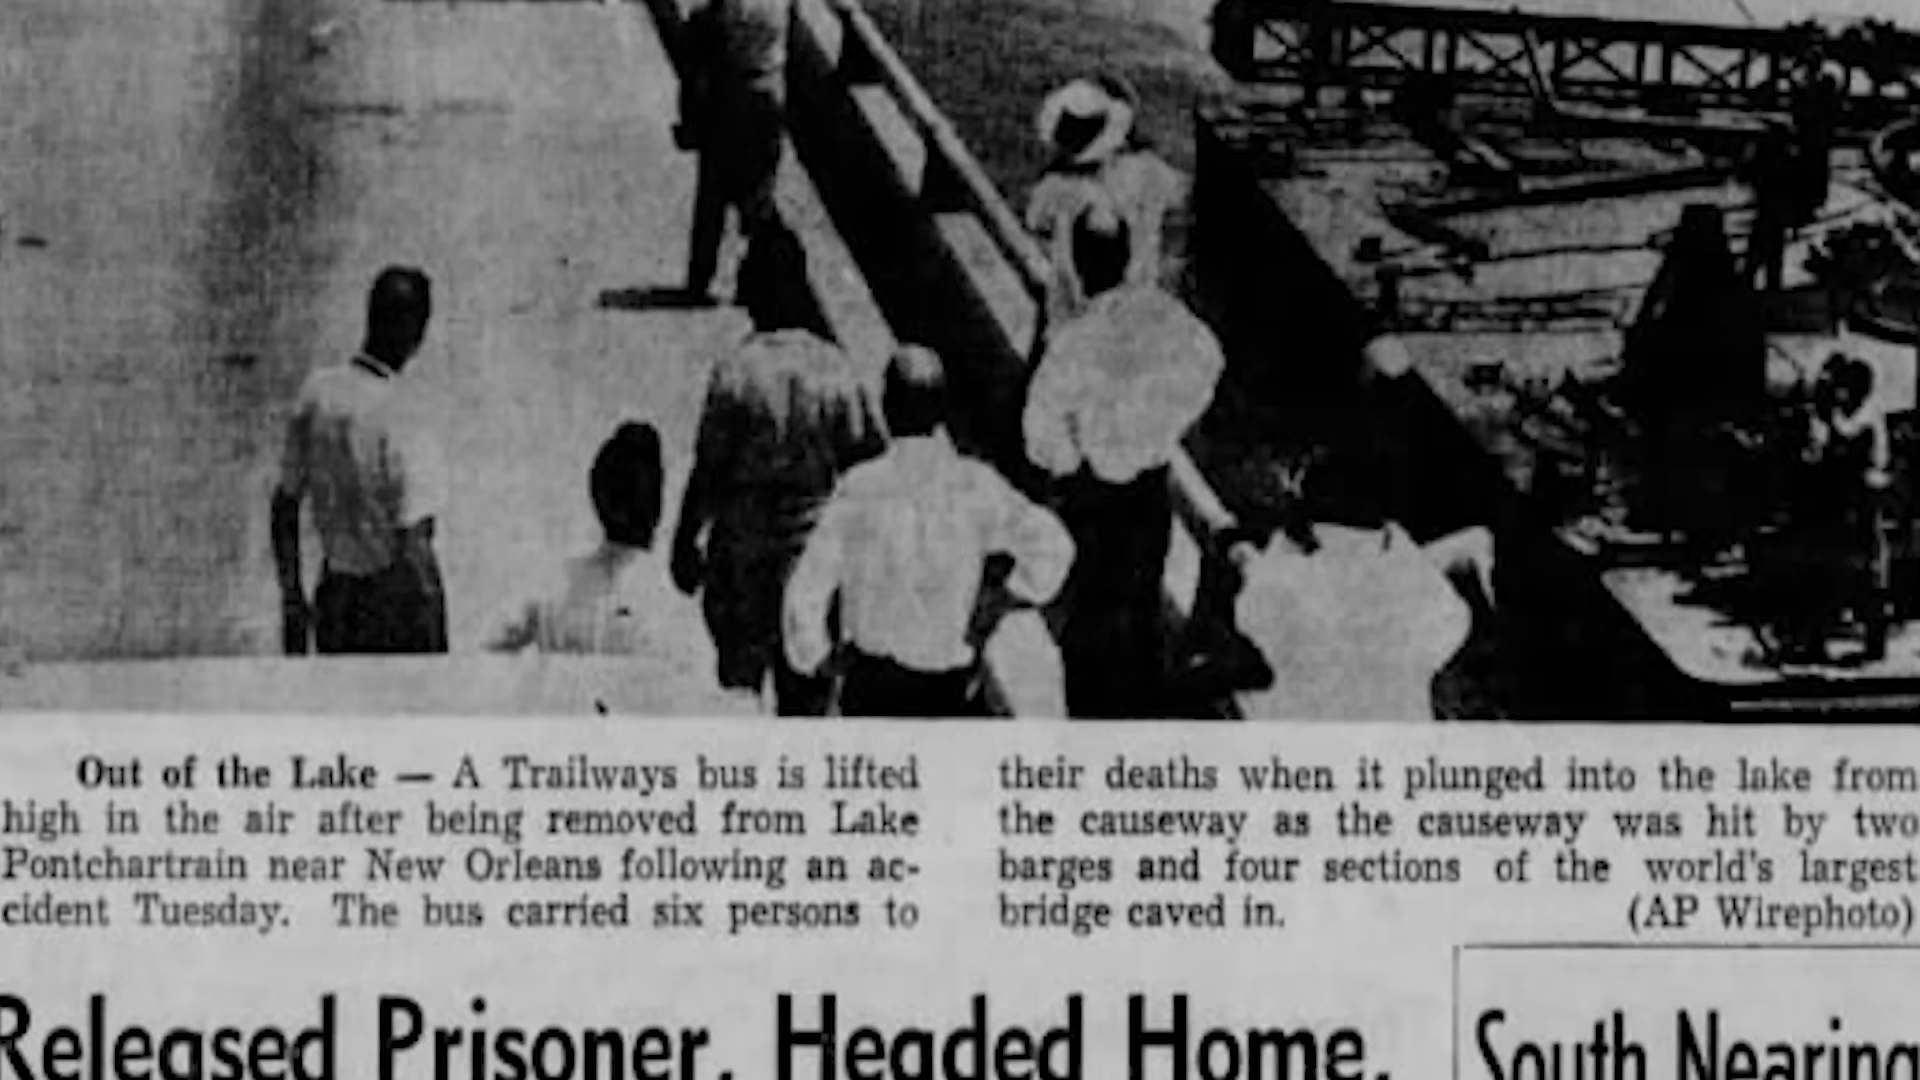 Out of the Lake — A Trailways bus is lifted
high in the air after being removed from Lake
Pontchartrain near New Orleans following an ac-
cident Tuesday. The bus carried six persons to
their deaths when it plunged into the lake from
the causeway as the causeway was hit by two
barges and four sections of the world's largest
bridge caved in.
(AP Wirephoto)
Released Prisoner, Headed Home,
South Nearing